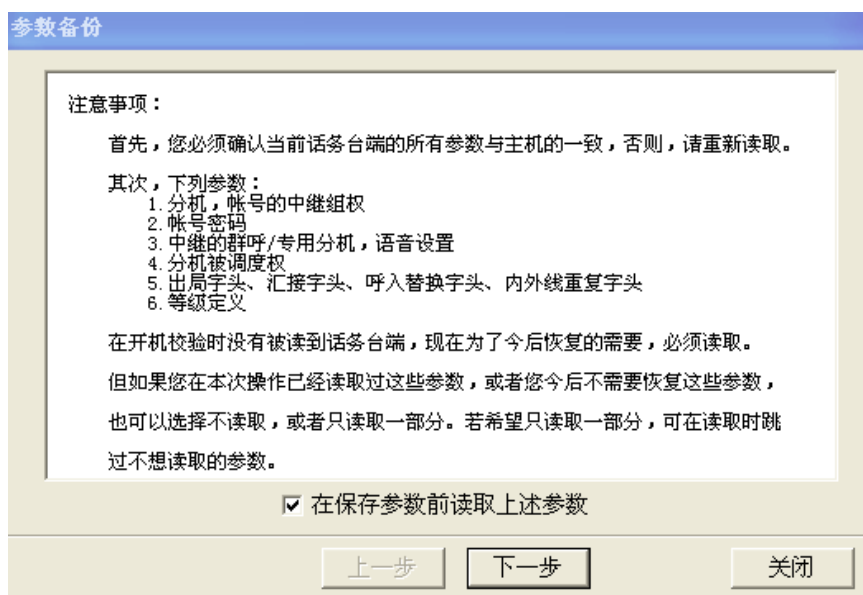 参数备份
注意事项：
首先，您必须确认当前话务台端的所有参数与主机的一致，否则，请重新读取。
其次，下列参数：
1. 分机，帐号的中继组权
2. 帐号密码
3. 中继的群呼/专用分机，语音设置
4. 分机被调度权
5. 出局字头、汇接字头、呼入替换字头、内外线重复字头
6. 等级定义
在开机校验时没有被读到话务台端，现在为了今后恢复的需要，必须读取。
但如果您在本次操作已经读取过这些参数，或者您今后不需要恢复这些参数，
也可以选择不读取，或者只读取一部分。若希望只读取一部分，可在读取时跳
过不想读取的参数。
在保存参数前读取上述参数
上一步
下一步
关闭